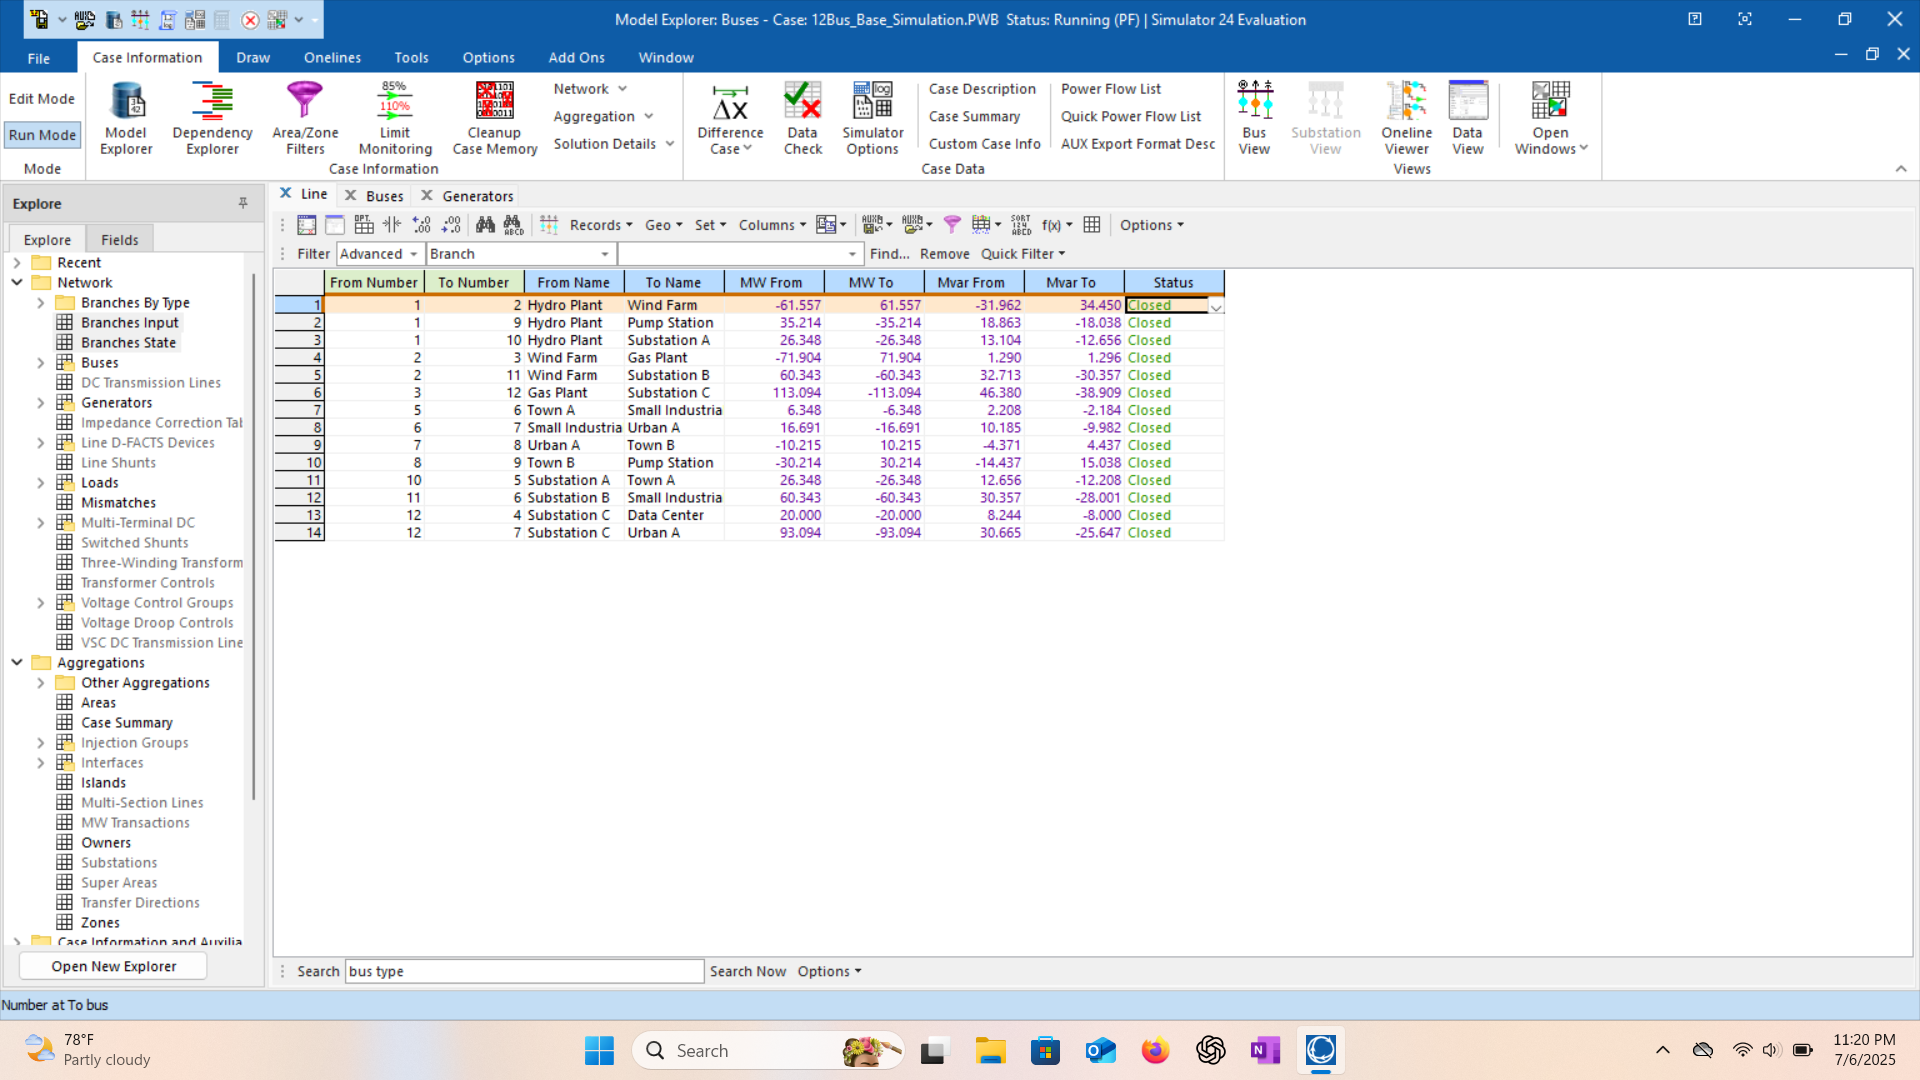 Model Explorer: Buses - Case: 12Bus_Base_Simulation.PWB Status: Running (PF) | Simulator 24 Evaluation
File Case Information Draw Onelines Tools Options Add Ons Window
Edit Mode
Run Mode
Mode
Model Explorer
Dependency Explorer
Area/Zone Filters
85%
110%
Limit Monitoring
Cleanup Case Memory
Network
Aggregation
Solution Details
Case Information
Difference Case
Data Check
Simulator Options
Case Description
Case Summary
Custom Case Info
Power Flow List
Quick Power Flow List
AUX Export Format Desc
Case Data
Bus View
Substation View
Oneline Viewer
Data View
Views
Open Windows
Explore
Explore Fields
Recent
Network
Branches By Type
Branches Input
Branches State
Buses
DC Transmission Lines
Generators
Impedance Correction Tal
Line D-FACTS Devices
Line Shunts
Loads
Mismatches
Multi-Terminal DC
Switched Shunts
Three-Winding Transform
Transformer Controls
Voltage Control Groups
Voltage Droop Controls
VSC DC Transmission Line
Aggregations
Other Aggregations
Areas
Case Summary
Injection Groups
Interfaces
Islands
Multi-Section Lines
MW Transactions
Owners
Substations
Super Areas
Transfer Directions
Zones
Case Information and Auxilia
Open New Explorer
Line Buses Generators
Records Geo Set Columns f(x) Options
Filter Advanced Branch Find... Remove Quick Filter
From Number To Number From Name To Name MW From MW To Mvar From Mvar To Status
1 1 2 Hydro Plant Wind Farm -61.557 61.557 -31.962 34.450 Closed
2 1 9 Hydro Plant Pump Station 35.214 -35.214 18.863 -18.038 Closed
3 1 10 Hydro Plant Substation A 26.348 -26.348 13.104 -12.656 Closed
4 2 3 Wind Farm Gas Plant -71.904 71.904 1.290 1.296 Closed
5 2 11 Wind Farm Substation B 60.343 -60.343 32.713 -30.357 Closed
6 3 12 Gas Plant Substation C 113.094 -113.094 46.380 -38.909 Closed
7 5 6 Town A Small Industria 6.348 -6.348 2.208 -2.184 Closed
8 6 7 Small Industria Urban A 16.691 -16.691 10.185 -9.982 Closed
9 7 8 Urban A Town B -10.215 10.215 -4.371 4.437 Closed
10 8 9 Town B Pump Station -30.214 30.214 -14.437 15.038 Closed
11 10 5 Substation A Town A 26.348 -26.348 12.656 -12.208 Closed
12 11 6 Substation B Small Industria 60.343 -60.343 30.357 -28.001 Closed
13 12 4 Substation C Data Center 20.000 -20.000 8.244 -8.000 Closed
14 12 7 Substation C Urban A 93.094 -93.094 30.665 -25.647 Closed
Search bus type Search Now Options
Number at To bus
78°F
Partly cloudy
Search
11:20 PM
7/6/2025